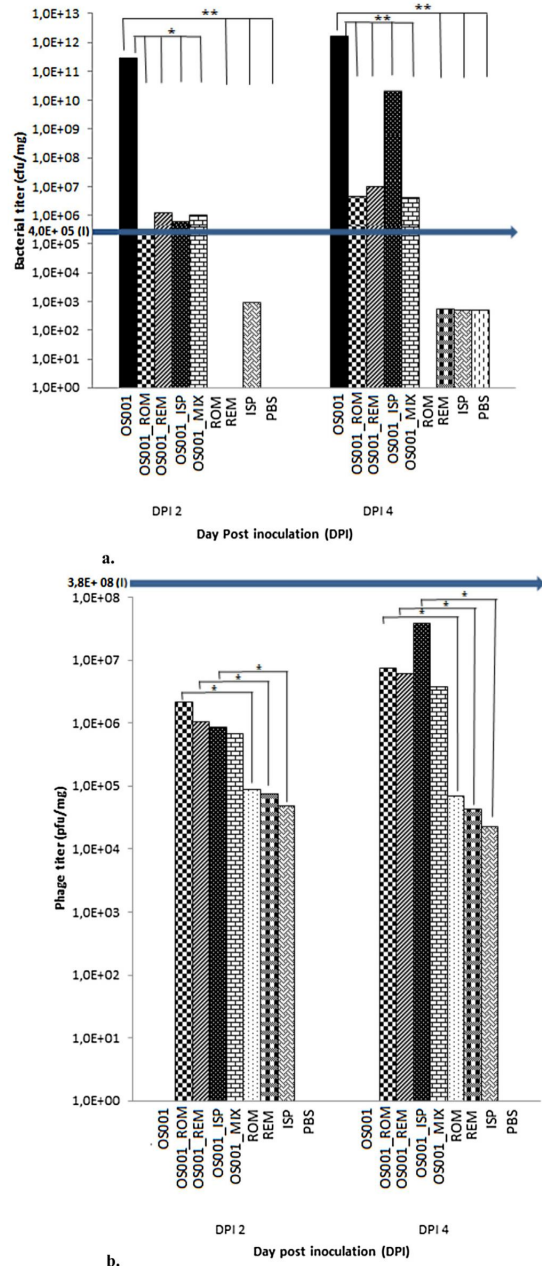 1,0E+13
1,0E+12
1,0E+11
1,0E+10
1,0E+09
1,0E+08
1,0E+07
1,0E+06
4,0E+ 05 (I)
1,0E+05
1,0E+04
1,0E+03
1,0E+02
1,0E+01
1,0E+00
Bacterial titer (cfu/mg)
**
*
**
**
OS001
OS001_ROM
OS001_REM
OS001_ISP
OS001_MIX
ROM
REM
ISP
PBS
OS001
OS001_ROM
OS001_REM
OS001_ISP
OS001_MIX
ROM
REM
ISP
PBS
DPI 2
DPI 4
Day Post inoculation (DPI)
a.
3,8E+ 08 (I)
1,0E+08
1,0E+07
1,0E+06
1,0E+05
1,0E+04
1,0E+03
1,0E+02
1,0E+01
1,0E+00
Phage titer (pfu/mg)
*
*
*
*
*
*
OS001
OS001_ROM
OS001_REM
OS001_ISP
OS001_MIX
ROM
REM
ISP
PBS
OS001
OS001_ROM
OS001_REM
OS001_ISP
OS001_MIX
ROM
REM
ISP
PBS
DPI 2
DPI 4
Day post inoculation (DPI)
b.